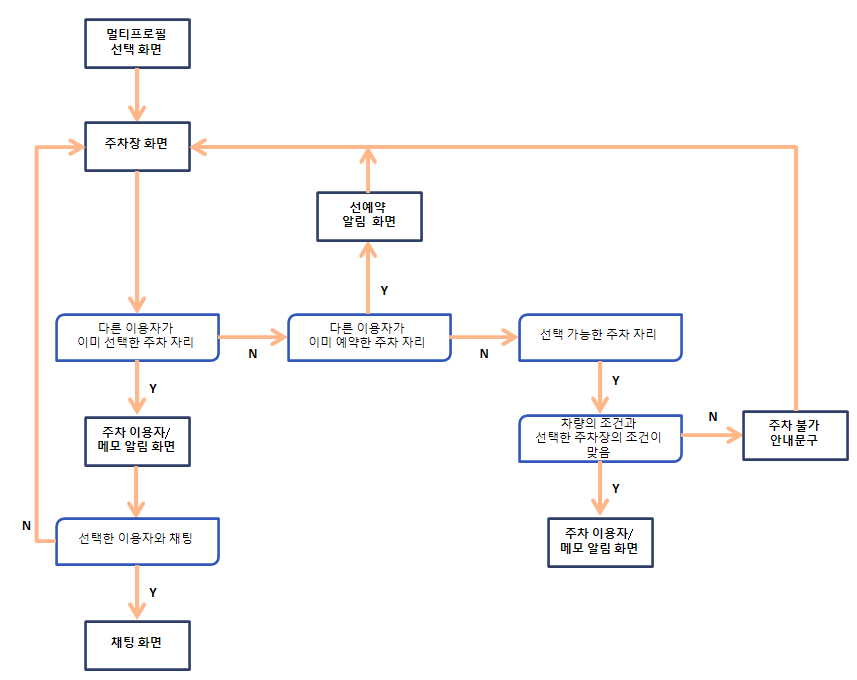 멀티프로필
선택 화면
주차장 화면
선예약
알림 화면
Y
다른 이용자가
이미 선택한 주차 자리
N
다른 이용자가
이미 예약한 주차 자리
N
선택 가능한 주차 자리
Y
Y
주차 이용자/
메모 알림 화면
차량의 조건과
선택한 주차장의 조건이
맞음
N
주차 불가
안내문구
Y
N
선택한 이용자와 채팅
주차 이용자/
메모 알림 화면
Y
채팅 화면